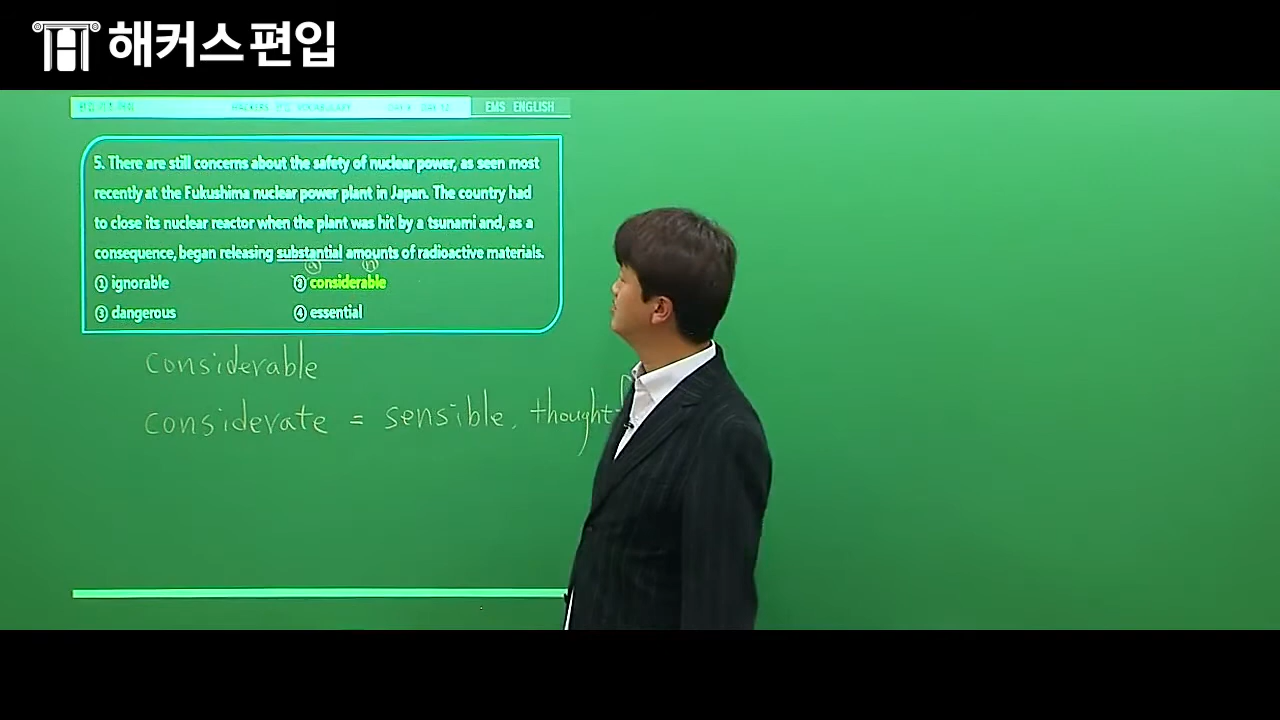 해커스 편입
EMS ENGLISH
5. There are still concerns about the safety of nuclear power, as seen most
recently at the Fukushima nuclear power plant in Japan. The country had
to close its nuclear reactor when the plant was hit by a tsunami and, as a
consequence, began releasing substantial amounts of radioactive materials.
① ignorable ② considerable
③ dangerous ④ essential
considerable
considerate = sensible, thought